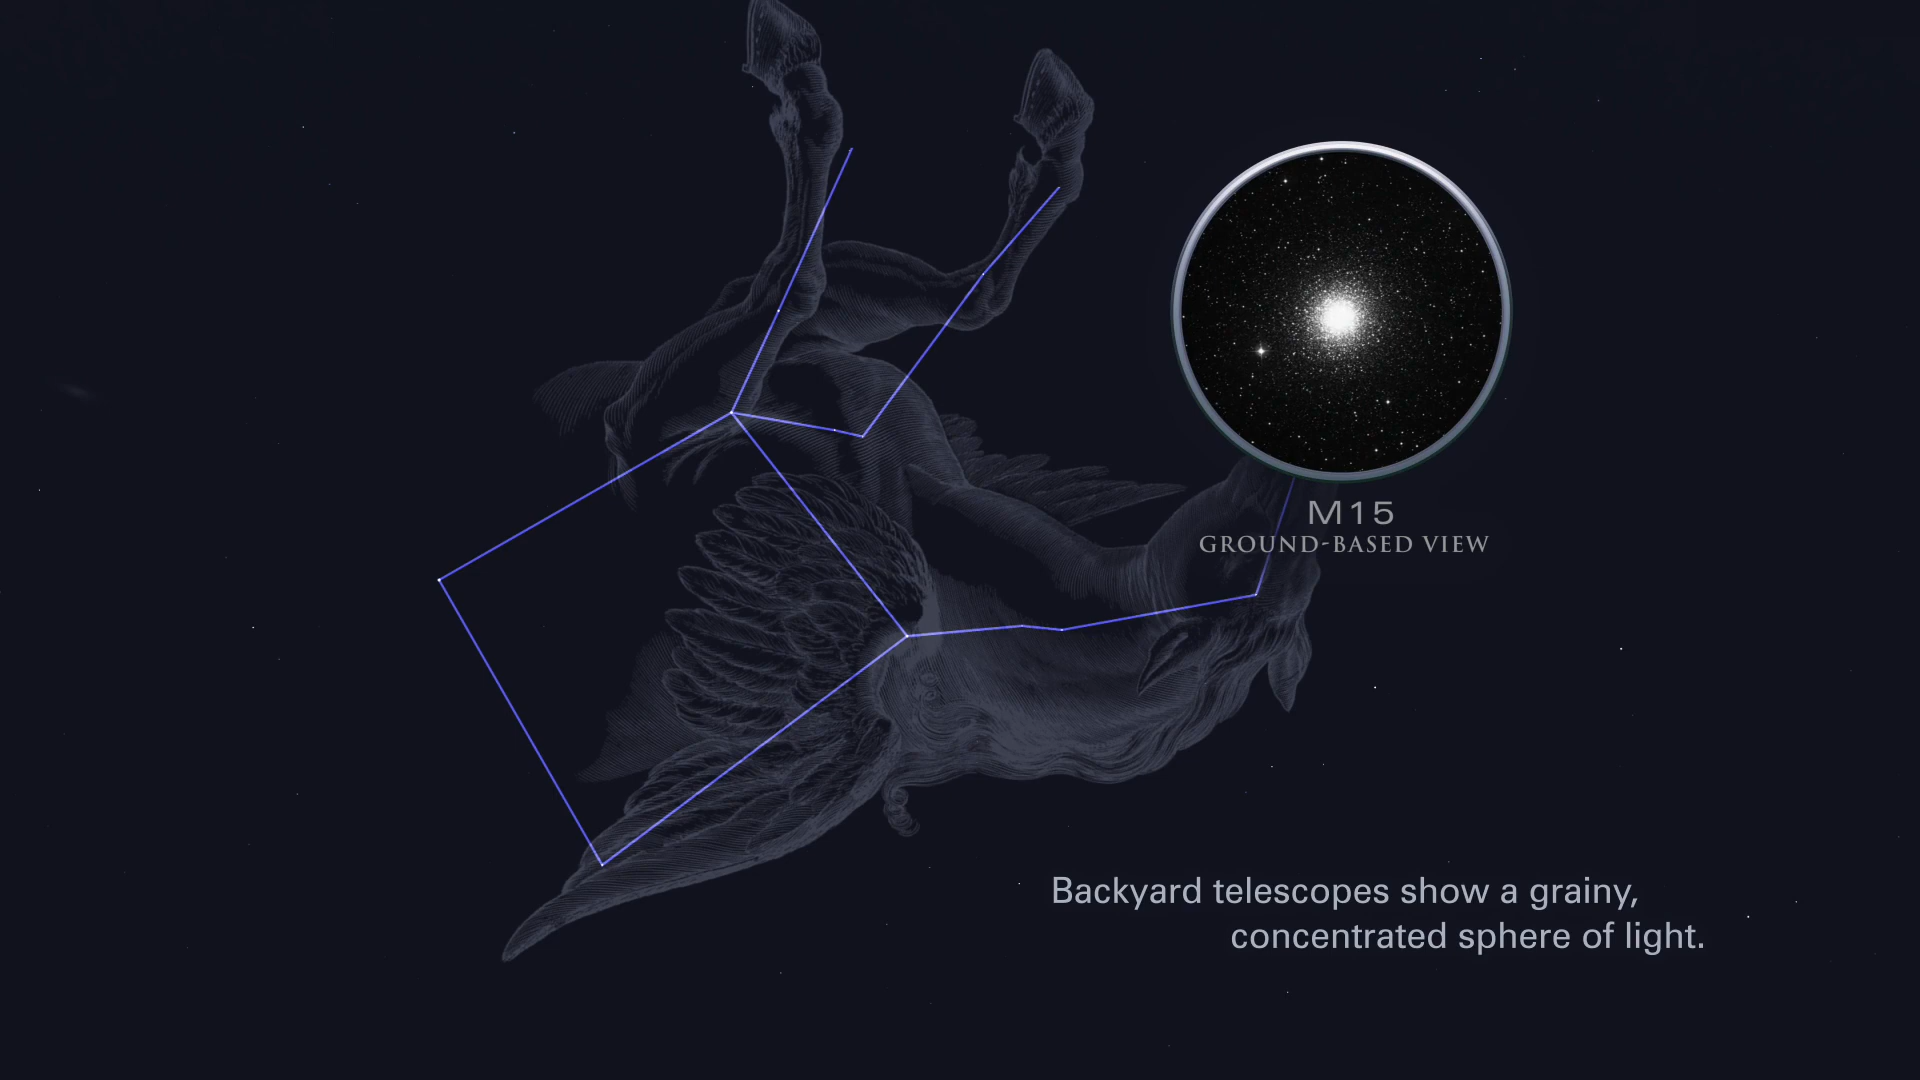 M15
GROUND-BASED VIEW
Backyard telescopes show a grainy,
concentrated sphere of light.